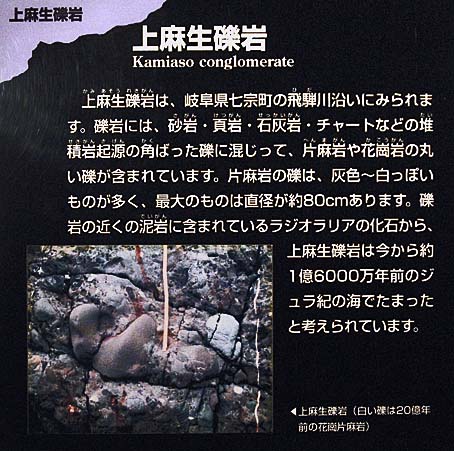 上麻生礫岩
上麻生礫岩
Kamiaso conglomerate
上麻生礫岩は、岐阜県七宗町の飛騨川沿いにみられま
す。礫岩には、砂岩・頁岩・石灰岩・チャートなどの堆
積岩起源の角ばった礫に混じって、片麻岩や花崗岩の丸
い礫が含まれています。片麻岩の礫は、灰色〜白っぽい
ものが多く、最大のものは直径が約80cmあります。礫
岩の近くの泥岩に含まれているラジオラリアの化石から、
上麻生礫岩は今から約
1億6000万年前のジ
ュラ紀の海でたまった
と考えられています。
◀上麻生礫岩（白い礫は20億年
前の花崗片麻岩）